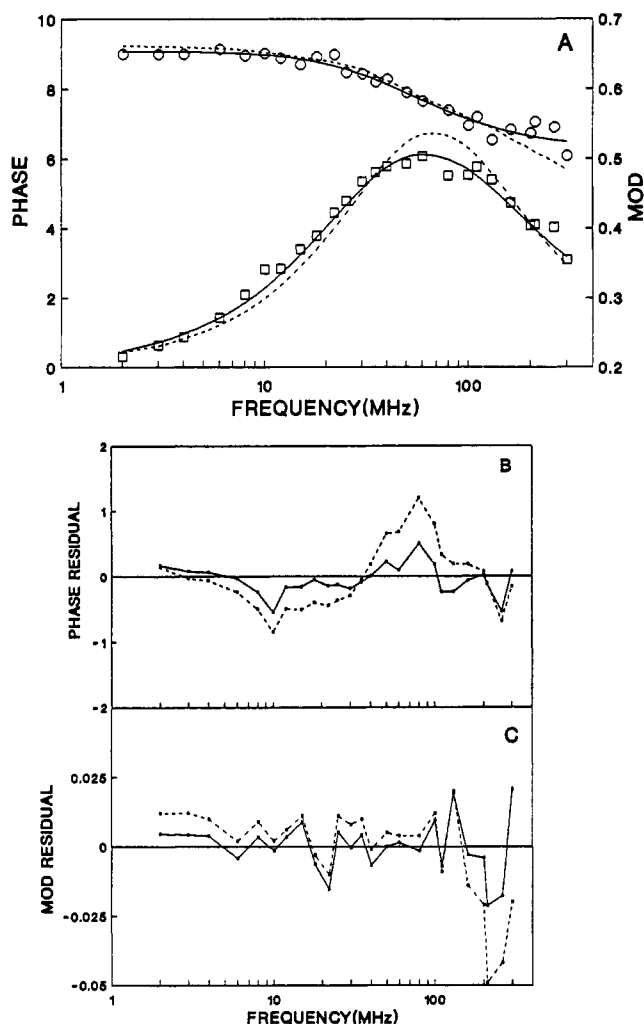 A
10
8
6
4
2
0
PHASE
0.7
0.6
0.5
0.4
0.3
0.2
MOD
1 10 100
FREQUENCY(MHz)
B
2
1
0
-1
-2
PHASE RESIDUAL
C
0.025
0
-0.025
-0.05
MOD RESIDUAL
1 10 100
FREQUENCY(MHz)